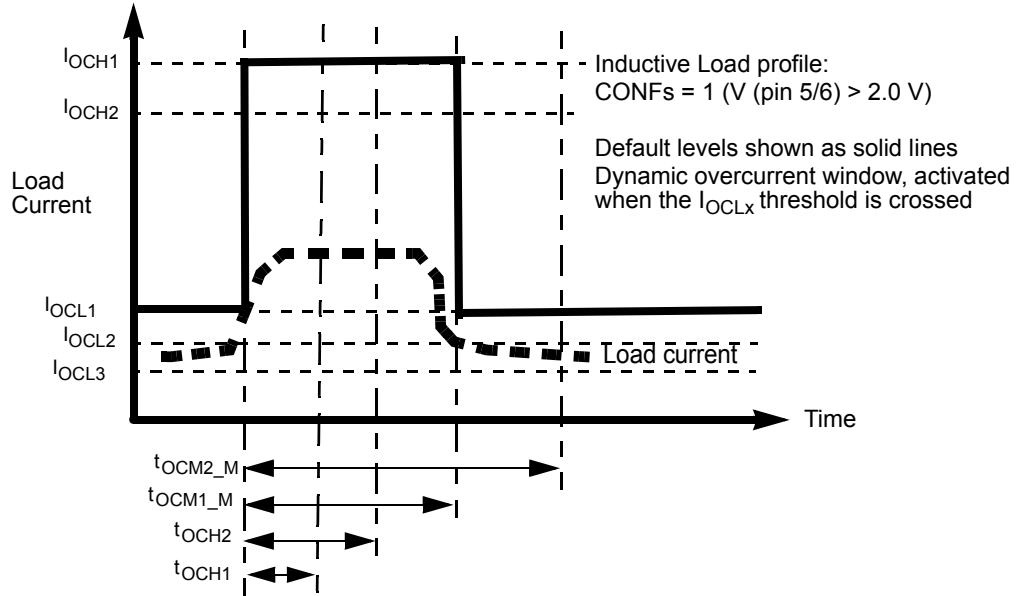 I_OCH1
I_OCH2
Inductive Load profile:
CONFs = 1 (V (pin 5/6) > 2.0 V)
Default levels shown as solid lines
Dynamic overcurrent window, activated
when the I_OCLx threshold is crossed
Load
Current
I_OCL1
I_OCL2
I_OCL3
Load current
Time
t_OCM2_M
t_OCM1_M
t_OCH2
t_OCH1